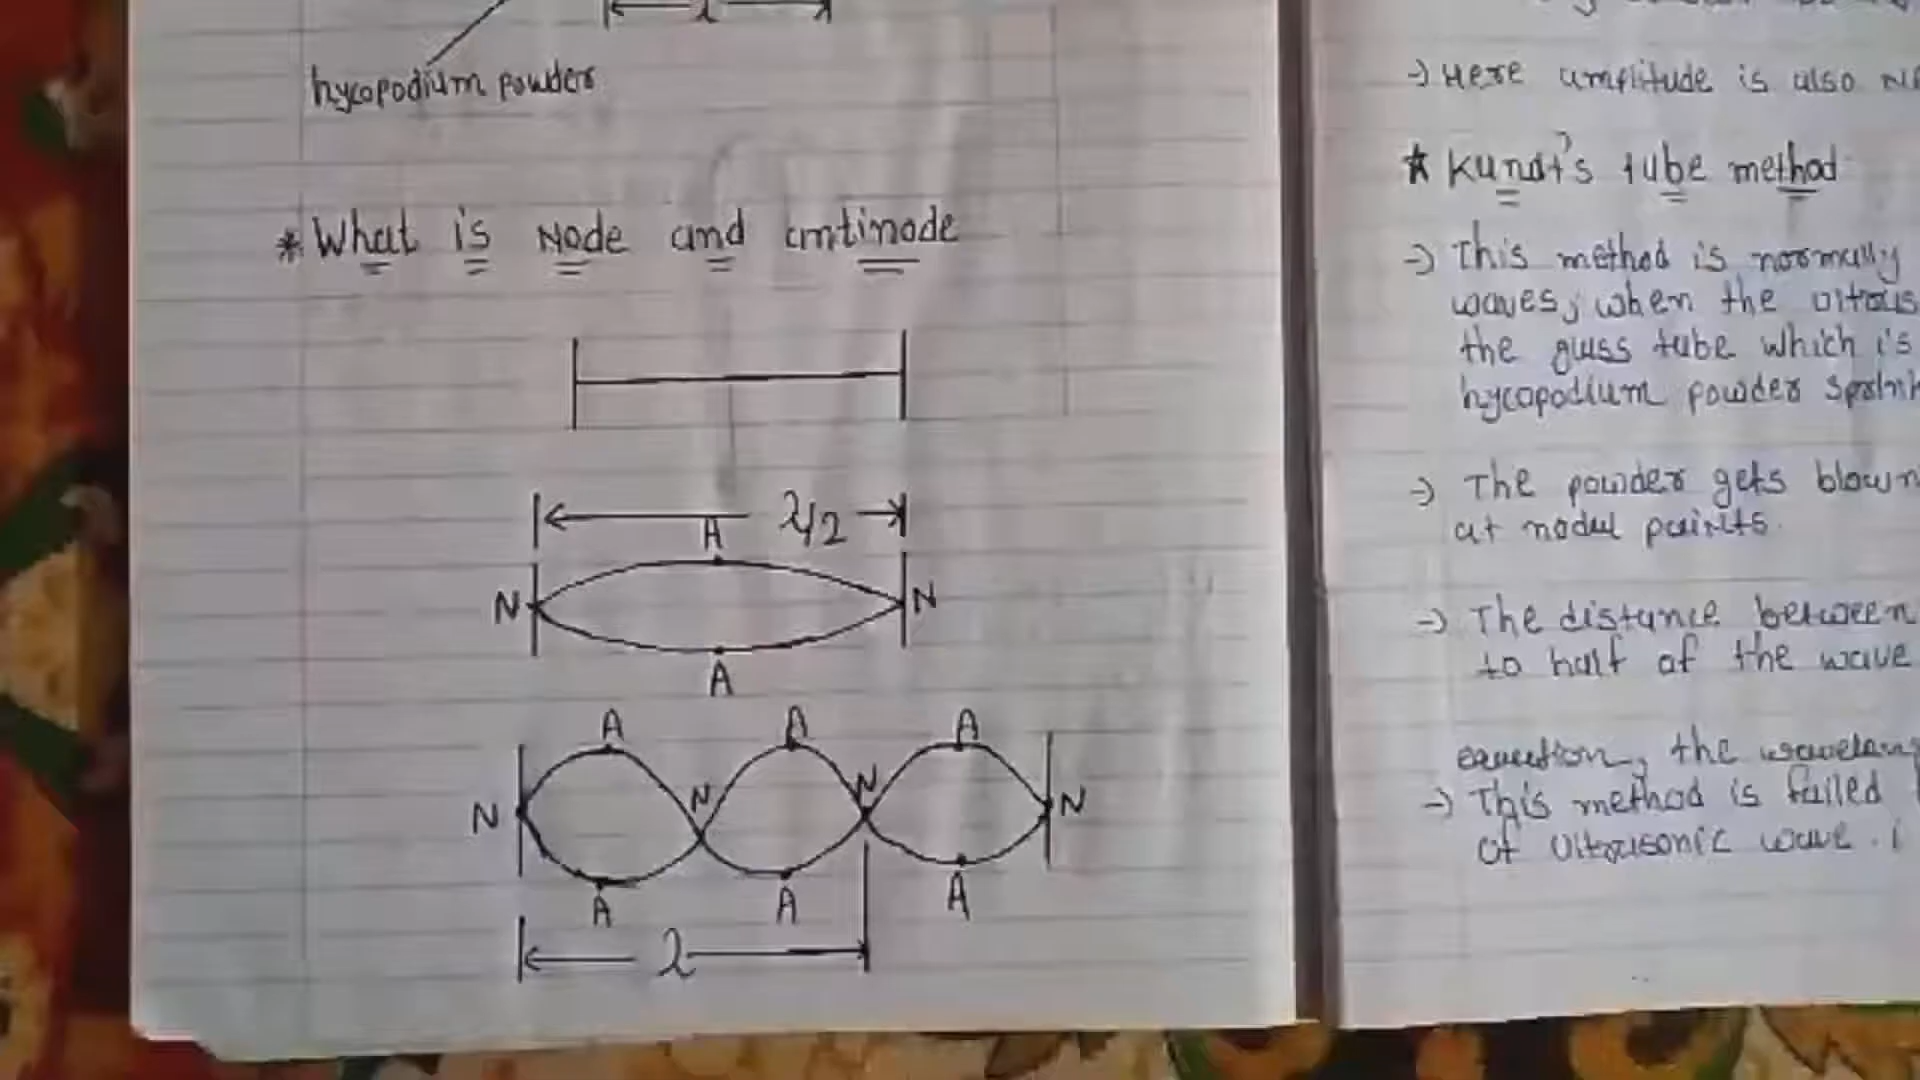 hycopodium powder
* What is Node and antinode
λ/2
A
N N
A
A A A
N N N N
A A A
λ
→ Here amplitude is also
* Kundt's tube method
→ This method is normally
waves, when the
the glass tube which is
hycopodium powder
→ The powder gets blown
at nodal points.
→ The distance between
to half of the wave
equation, the
→ This method is failed
of ultrasonic wave.